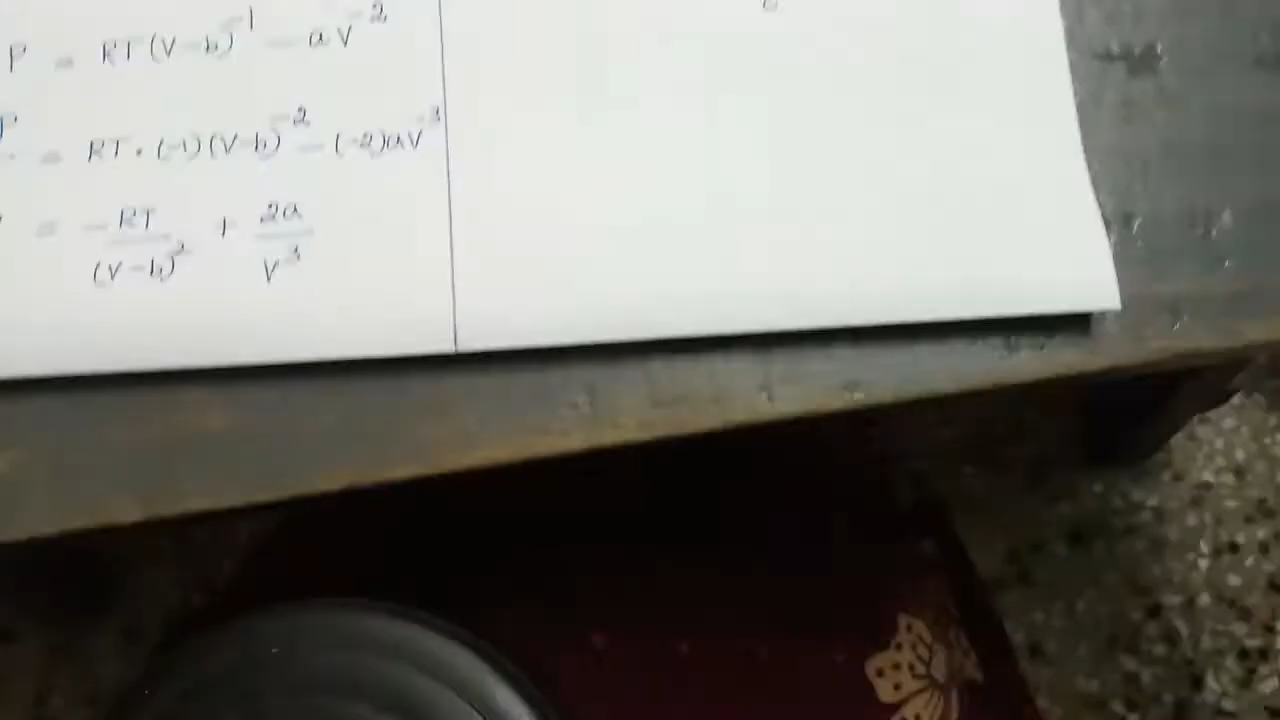 P = RT(V-b)^-1 - aV^-2
= RT·(-1)(V-b)^-2 - (-2)aV^-3
= -RT/(V-b)^2 + 2a/V^3